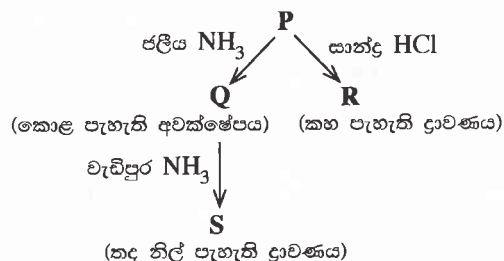 P
ජලීය NH₃
සාන්ද්‍ර HCl
Q
R
(කොළ පැහැති අවක්ෂේපය)
(කහ පැහැති ද්‍රාවණය)
වැඩිපුර NH₃
S
(තද නිල් පැහැති ද්‍රාවණය)